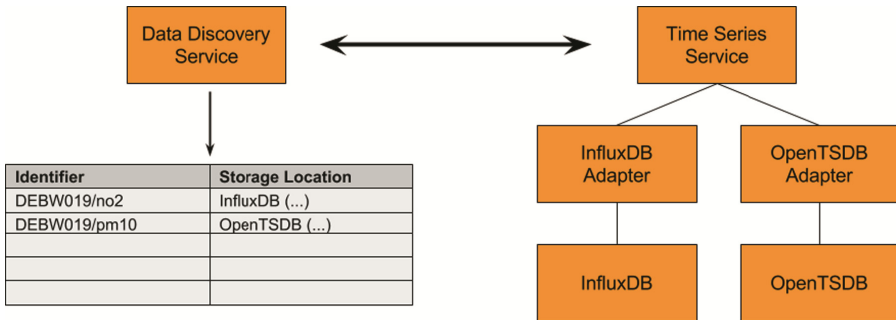 Data Discovery
Service
Time Series
Service
InfluxDB
Adapter
OpenTSDB
Adapter
Identifier Storage Location
DEBW019/no2 InfluxDB (...)
DEBW019/pm10 OpenTSDB (...)
InfluxDB
OpenTSDB